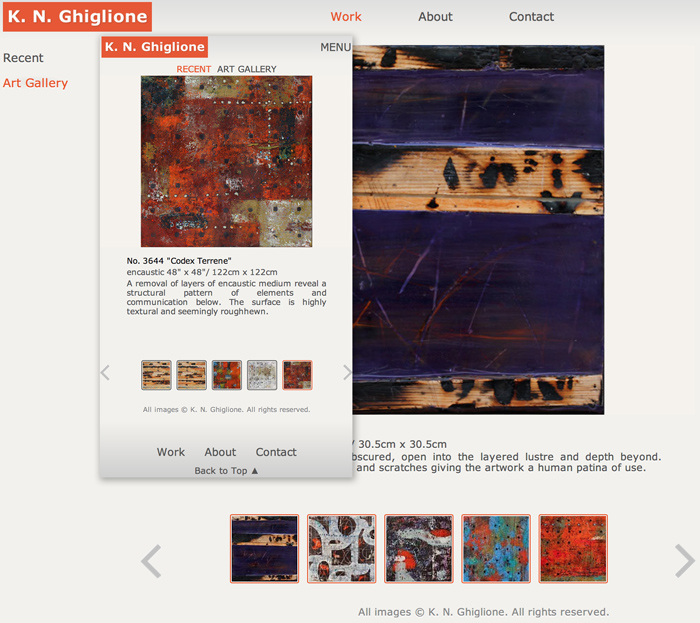 K. N. Ghiglione
Work About Contact
Recent
Art Gallery
K. N. Ghiglione
MENU
RECENT ART GALLERY
No. 3644 "Codex Terrene"
encaustic 48" x 48"/ 122cm x 122cm
A removal of layers of encaustic medium reveal a
structural pattern of elements and
communication below. The surface is highly
textural and seemingly roughhewn.
All images © K. N. Ghiglione. All rights reserved.
Work About Contact
Back to Top ▲
/ 30.5cm x 30.5cm
bscured, open into the layered lustre and depth beyond.
and scratches giving the artwork a human patina of use.
All images © K. N. Ghiglione. All rights reserved.